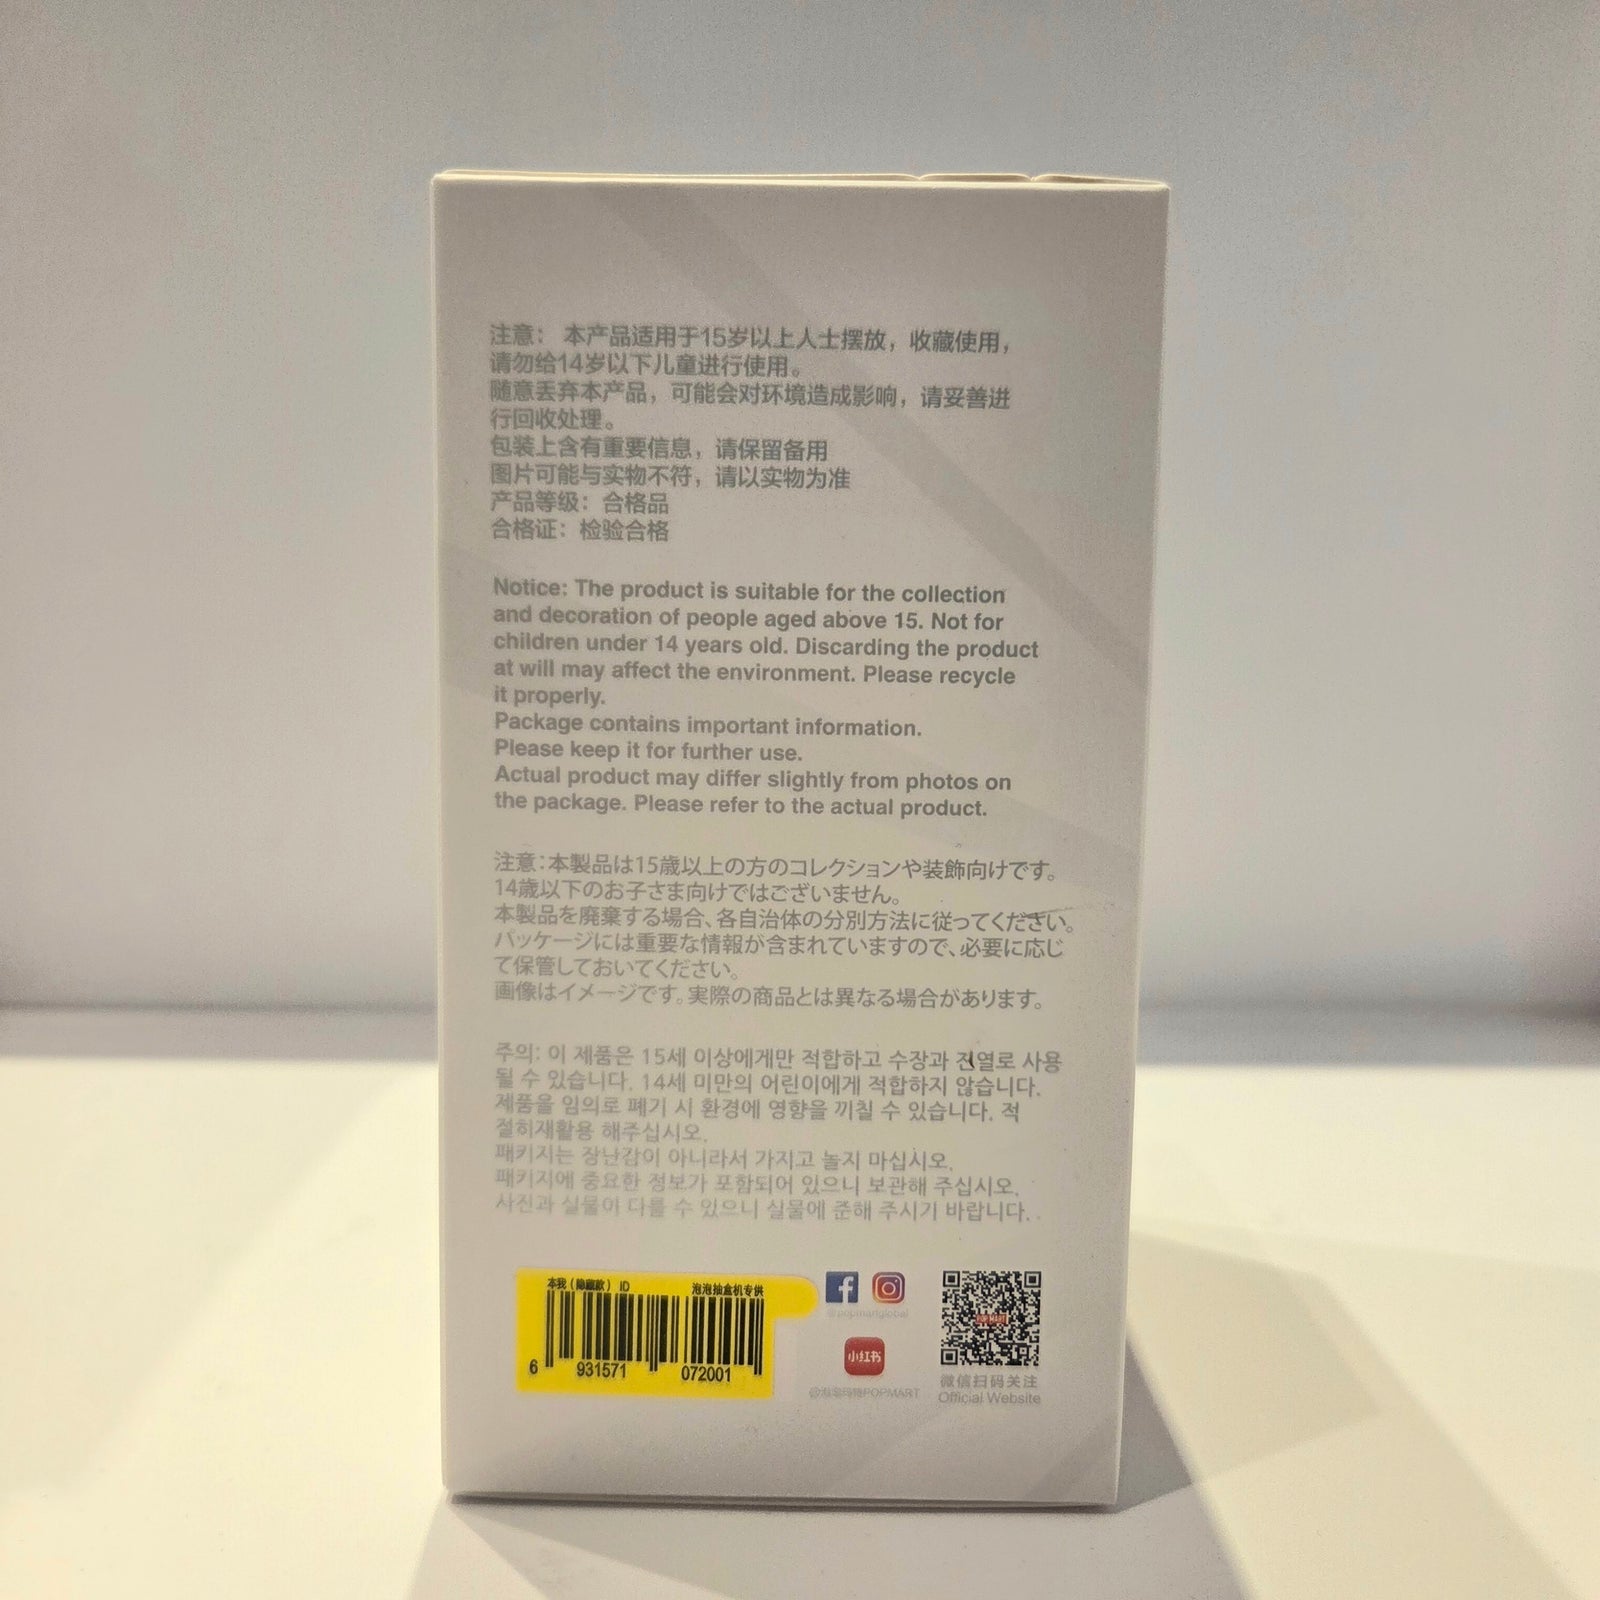 注意： 本产品适用于15岁以上人士摆放，收藏使用，
请勿给14岁以下儿童进行使用。
随意丢弃本产品，可能会对环境造成影响，请妥善进
行回收处理。
包装上含有重要信息，请保留备用
图片可能与实物不符，请以实物为准
产品等级：合格品
合格证：检验合格
Notice: The product is suitable for the collection
and decoration of people aged above 15. Not for
children under 14 years old. Discarding the product
at will may affect the environment. Please recycle
it properly.
Package contains important information.
Please keep it for further use.
Actual product may differ slightly from photos on
the package. Please refer to the actual product.
注意：本製品は15歳以上の方のコレクションや装飾向けです。
14歳以下のお子さま向けではございません。
本製品を廃棄する場合、各自治体の分別方法に従ってください。
パッケージには重要な情報が含まれていますので、必要に応じ
て保管しておいてください。
画像はイメージです。実際の商品とは異なる場合があります。
주의: 이 제품은 15세 이상에게만 적합하고 수장과 진열로 사용
될 수 있습니다. 14세 미만의 어린이에게 적합하지 않습니다.
제품을 임의로 폐기 시 환경에 영향을 끼칠 수 있습니다. 적
절히재활용 해주십시오.
패키지는 장난감이 아니라서 가지고 놀지 마십시오.
패키지에 중요한 정보가 포함되어 있으니 보관해 주십시오.
사진과 실물이 다를 수 있으니 실물에 준해 주시기 바랍니다.
本我（隐藏款） ID 泡泡抽盒机专供
6 931571 072001
@popmartglobal
小红书
@泡泡玛特POPMART
POP MART
微信扫码关注
Official Website